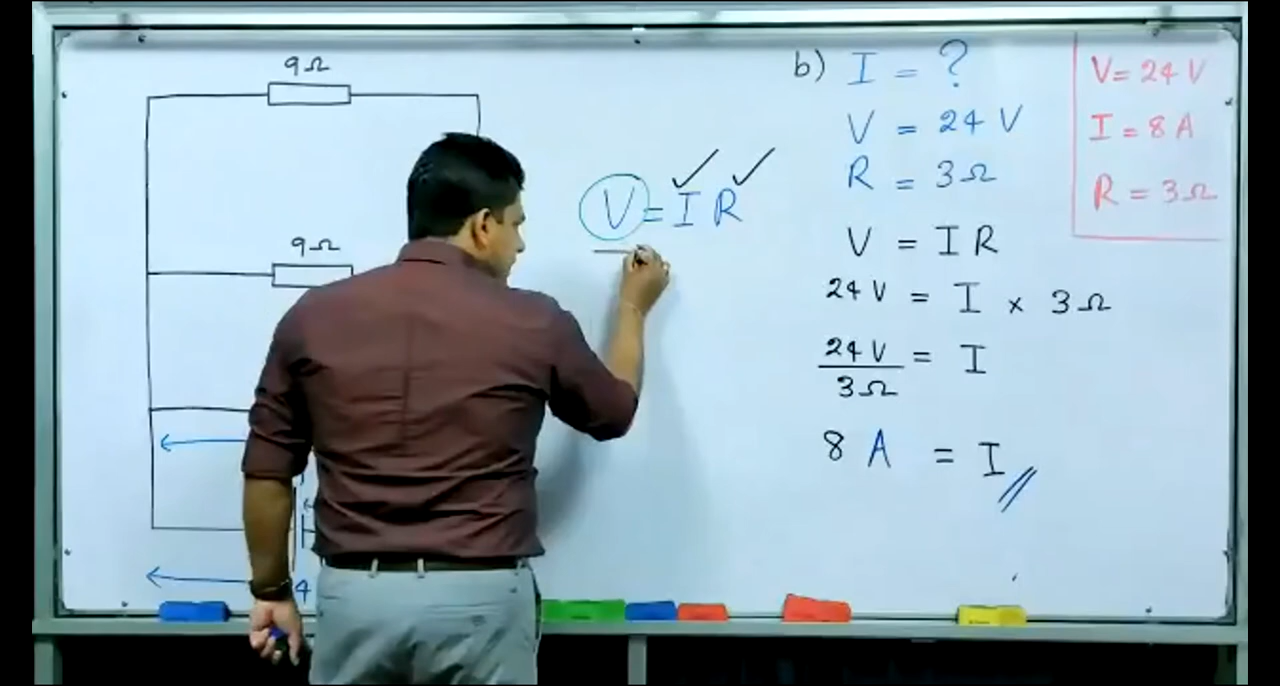 9Ω
9Ω
4
V = I R
b) I = ?
V = 24 V
R = 3Ω
V = I R
24 V = I × 3Ω
24 V
3Ω
= I
8 A = I
V = 24 V
I = 8 A
R = 3Ω